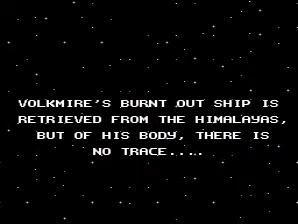 VOLKMIRE'S BURNT OUT SHIP IS
RETRIEVED FROM THE HIMALAYAS,
BUT OF HIS BODY, THERE IS
NO TRACE.....